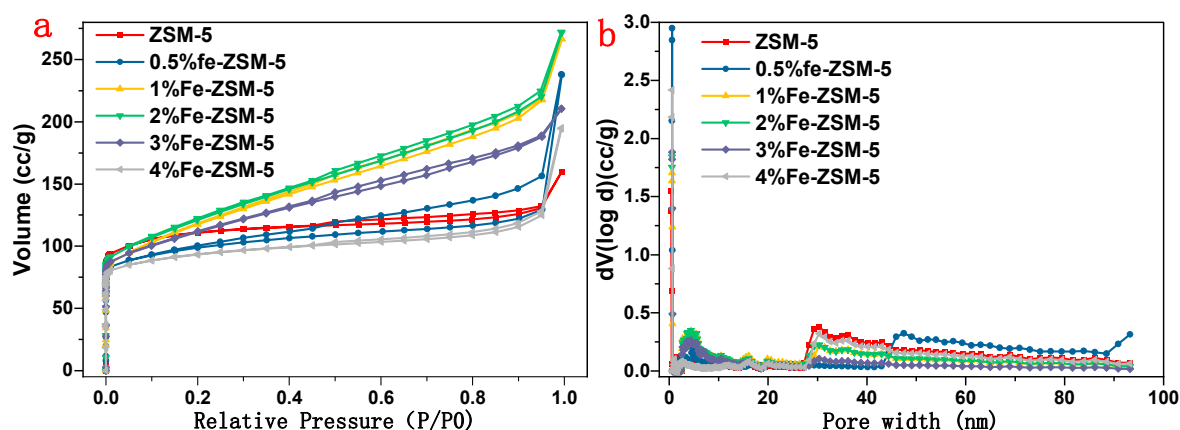 a
ZSM-5
0.5%fe-ZSM-5
1%Fe-ZSM-5
2%Fe-ZSM-5
3%Fe-ZSM-5
4%Fe-ZSM-5
Volume (cc/g)
250
200
150
100
50
0
0.0 0.2 0.4 0.6 0.8 1.0
Relative Pressure (P/P0)
b
ZSM-5
0.5%fe-ZSM-5
1%Fe-ZSM-5
2%Fe-ZSM-5
3%Fe-ZSM-5
4%Fe-ZSM-5
dV(log d)(cc/g)
3.0
2.5
2.0
1.5
1.0
0.5
0.0
0 20 40 60 80 100
Pore width (nm)